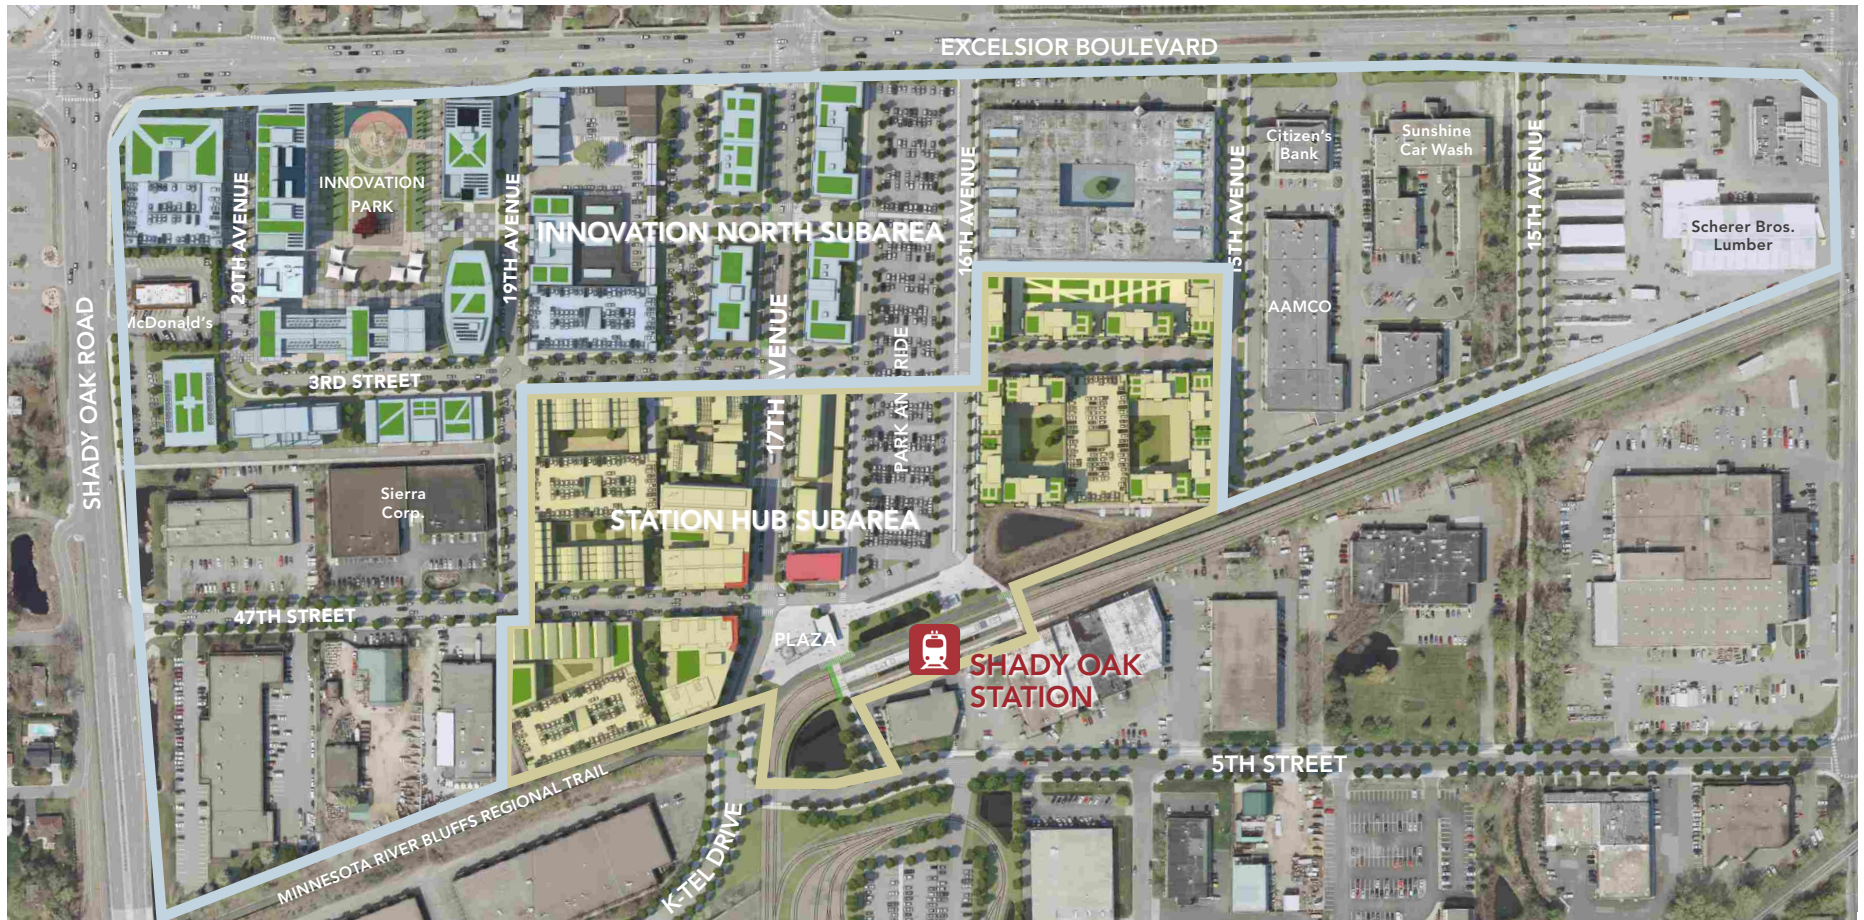 EXCELSIOR BOULEVARD
Citizen's
Bank
Sunshine
Car Wash
INNOVATION
PARK
20TH AVENUE
19TH AVENUE
16TH AVENUE
15TH AVENUE
15TH AVENUE
INNOVATION NORTH SUBAREA
Scherer Bros.
Lumber
McDonald's
AAMCO
SHADY OAK ROAD
17TH AVENUE
PARK AND RIDE
3RD STREET
Sierra
Corp.
STATION HUB SUBAREA
47TH STREET
PLAZA
SHADY OAK
STATION
5TH STREET
MINNESOTA RIVER BLUFFS REGIONAL TRAIL
K-TEL DRIVE